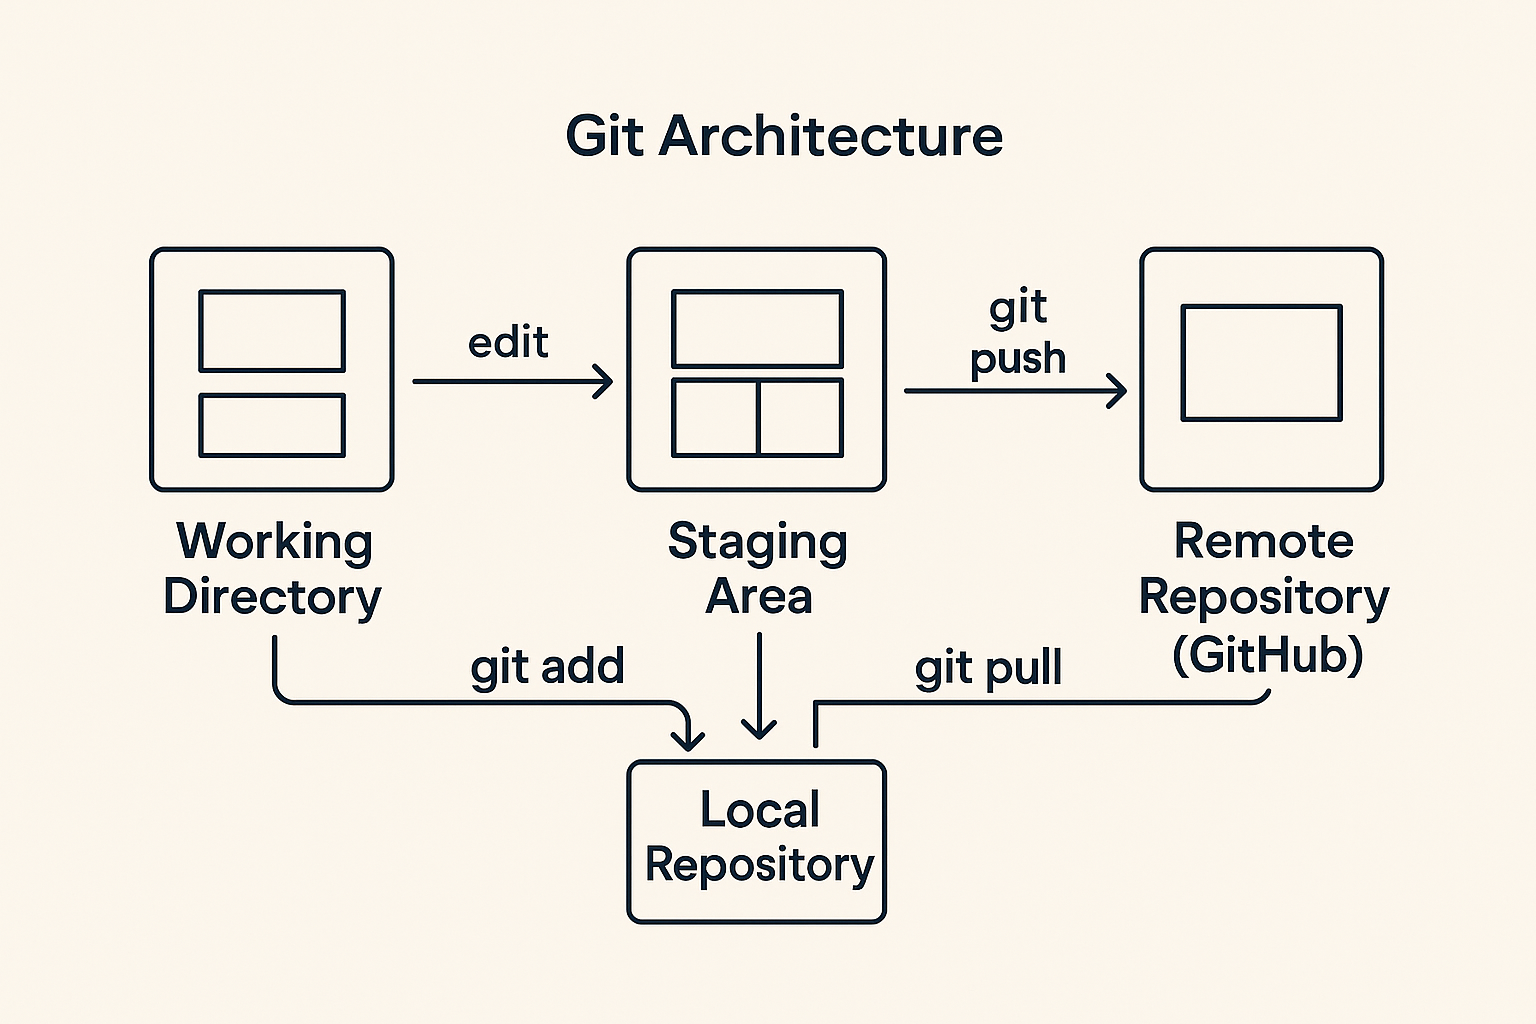 Git Architecture
edit
git
push
Working
Directory
Staging
Area
Remote
Repository
(GitHub)
git add
git pull
Local
Repository